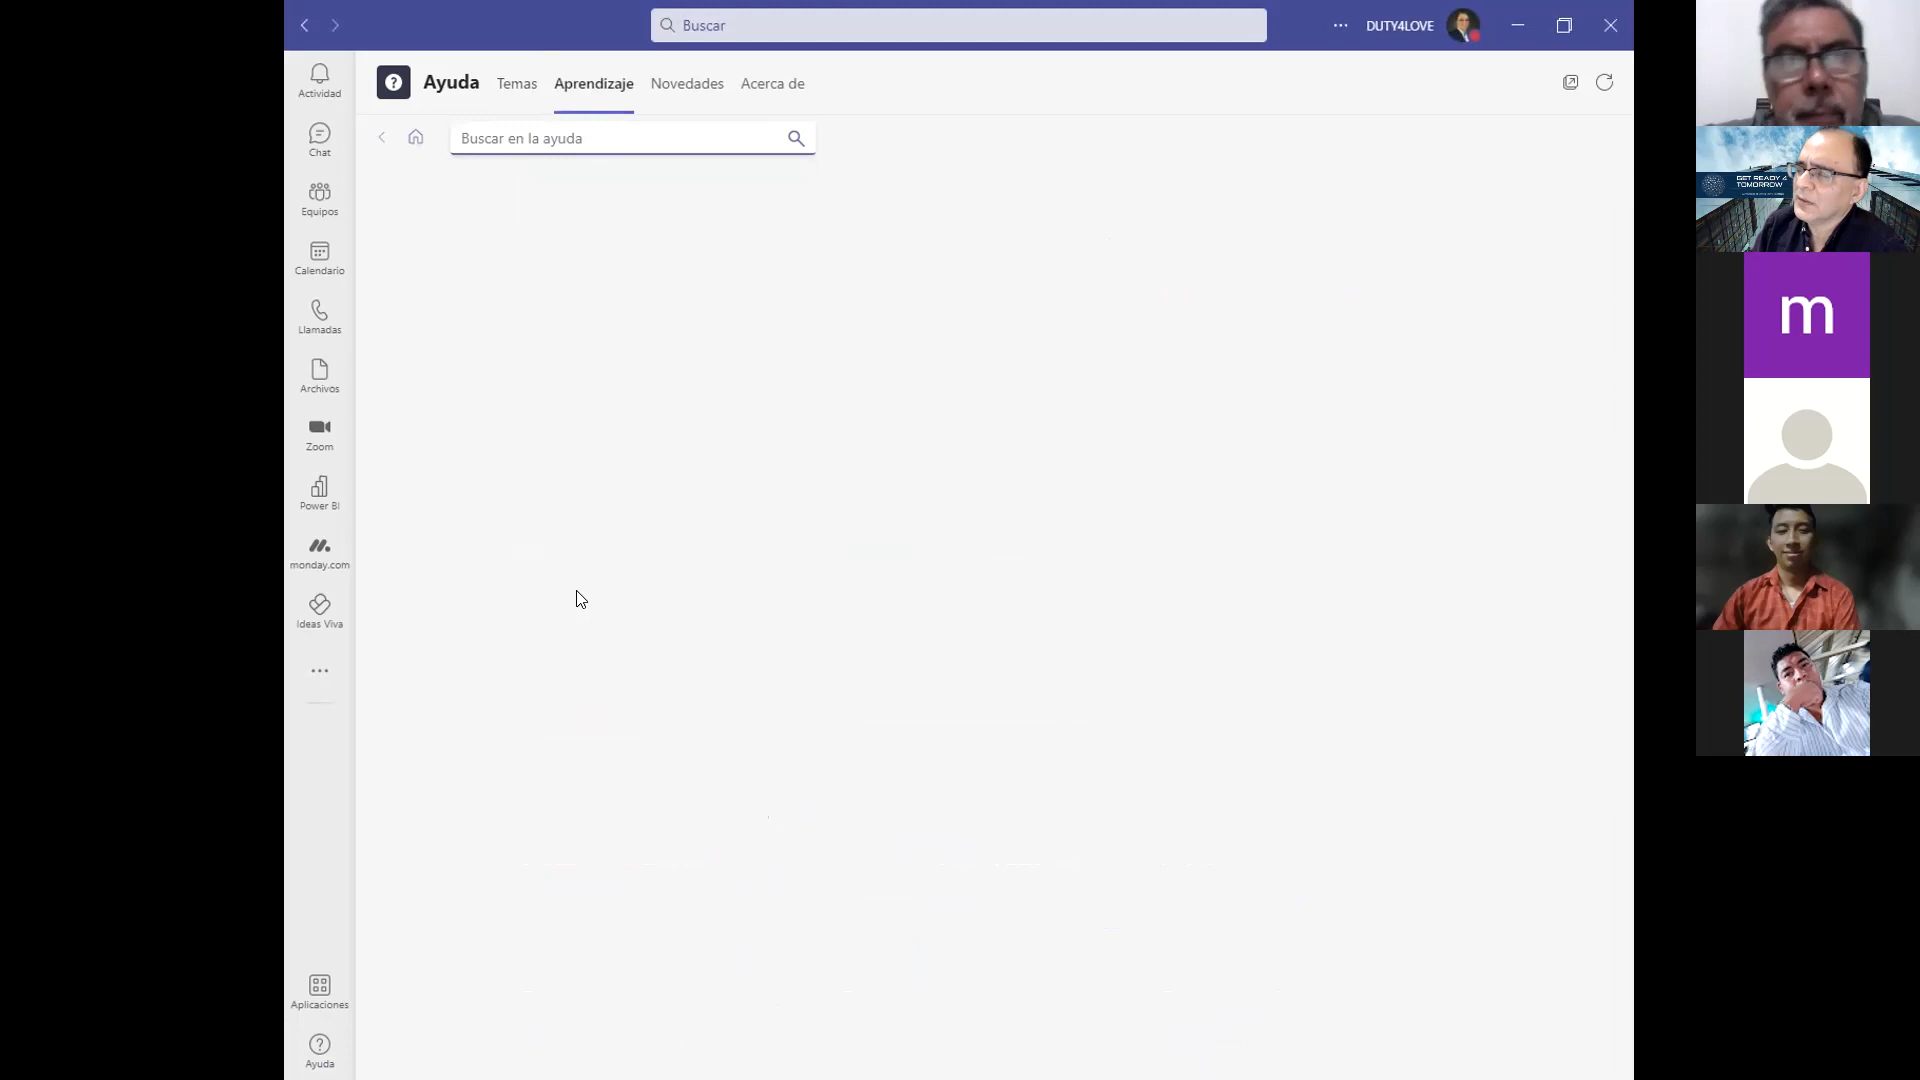 Buscar
DUTY4LOVE
Actividad
Chat
Equipos
Calendario
Llamadas
Archivos
Zoom
Power BI
monday.com
Ideas Viva
Aplicaciones
Ayuda
Ayuda
Temas
Aprendizaje
Novedades
Acerca de
Buscar en la ayuda
GET READY 4
TOMORROW
m